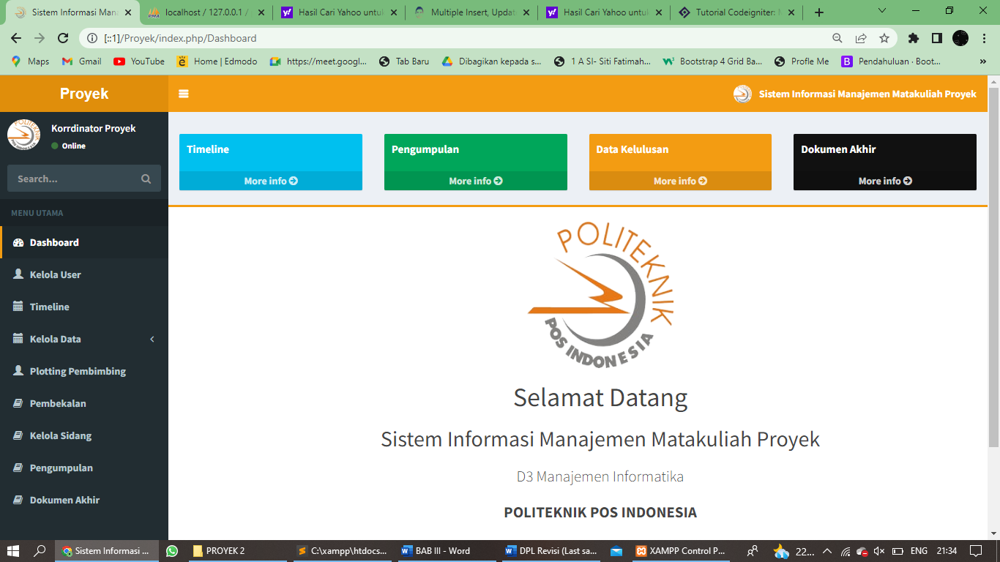 Sistem Informasi Mana
localhost / 127.0.0.1 /
Hasil Cari Yahoo untuk
Multiple Insert, Updat
Hasil Cari Yahoo untuk
Tutorial Codeigniter: M
[::1]/Proyek/index.php/Dashboard
Maps
Gmail
YouTube
Home | Edmodo
https://meet.googl...
Tab Baru
Dibagikan kepada s...
1 A SI- Siti Fatimah...
Bootstrap 4 Grid Ba...
Profle Me
Pendahuluan · Boot...
»
Proyek
Sistem Informasi Manajemen Matakuliah Proyek
Korrdinator Proyek
Online
Search...
MENU UTAMA
Dashboard
Kelola User
Timeline
Kelola Data
Plotting Pembimbing
Pembekalan
Kelola Sidang
Pengumpulan
Dokumen Akhir
Timeline
More info
Pengumpulan
More info
Data Kelulusan
More info
Dokumen Akhir
More info
POLITEKNIK
POS INDONESIA
Selamat Datang
Sistem Informasi Manajemen Matakuliah Proyek
D3 Manajemen Informatika
POLITEKNIK POS INDONESIA
Sistem Informasi ...
PROYEK 2
C:\xampp\htdocs...
BAB III - Word
DPL Revisi (Last sa...
XAMPP Control P...
22...
ENG
21:34